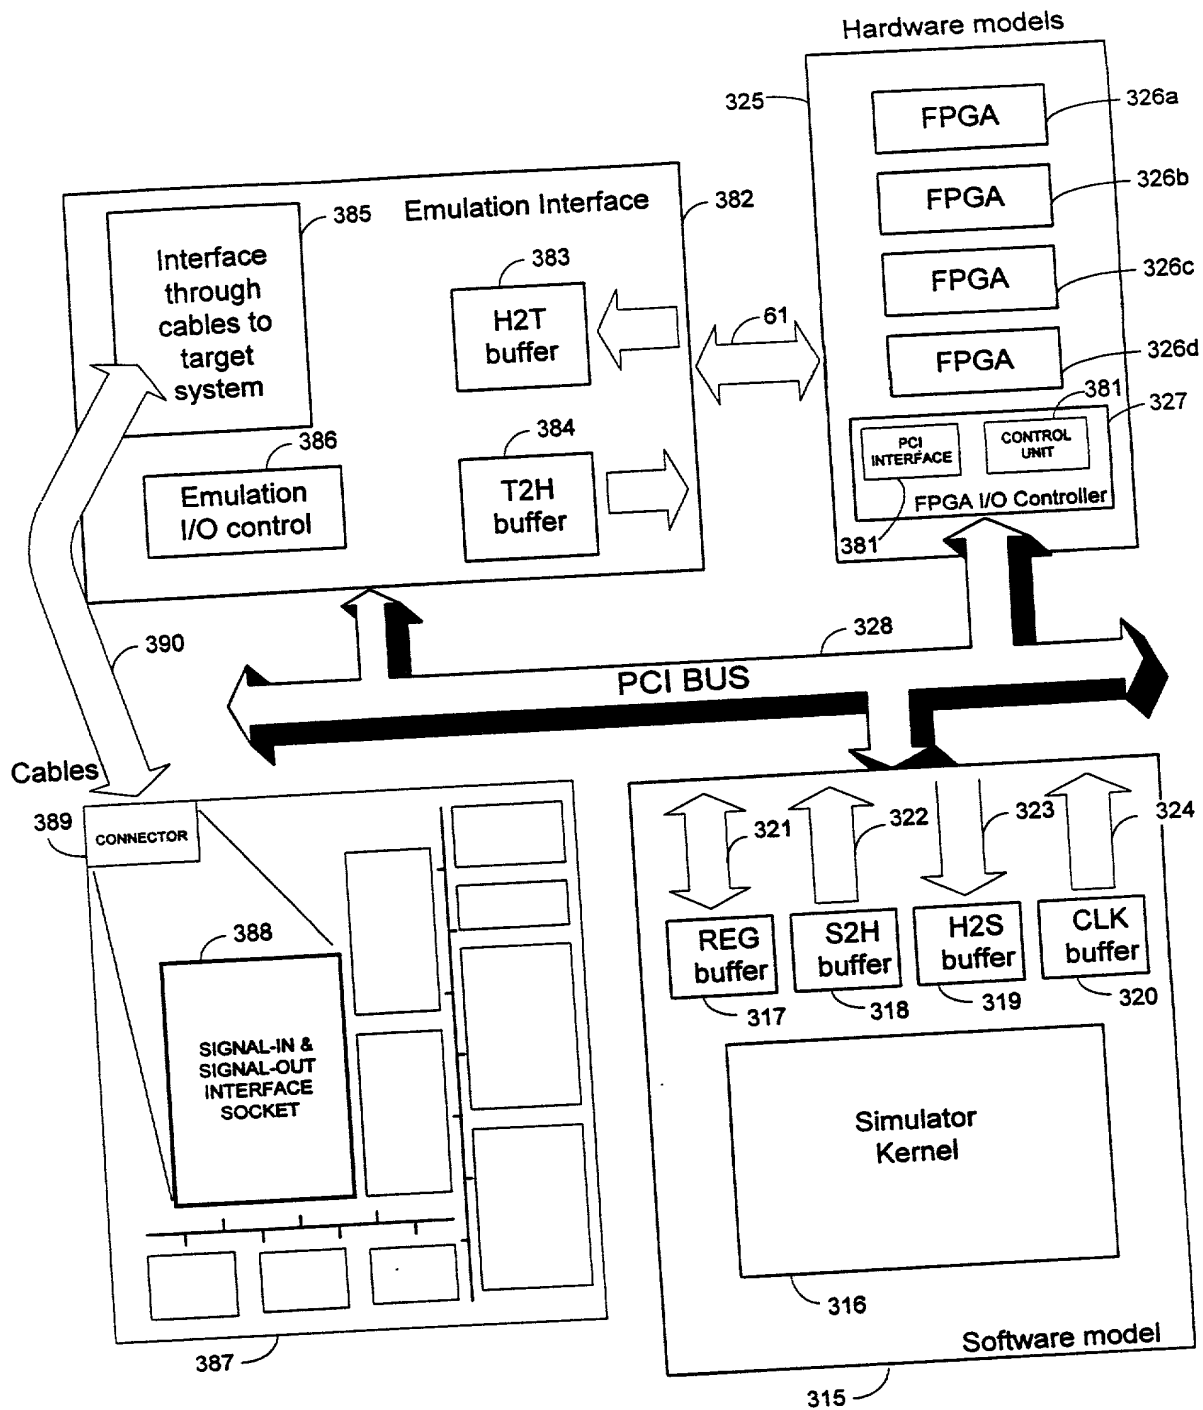 Hardware models
325
FPGA
326a
FPGA
326b
FPGA
326c
FPGA
326d
381
327
PCI
INTERFACE
CONTROL
UNIT
FPGA I/O Controller
381
61
Emulation Interface
382
385
Interface
through
cables to
target
system
383
H2T
buffer
386
Emulation
I/O control
384
T2H
buffer
390
328
PCI BUS
Cables
389
CONNECTOR
388
SIGNAL-IN &
SIGNAL-OUT
INTERFACE
SOCKET
387
321
322
323
324
REG
buffer
S2H
buffer
H2S
buffer
CLK
buffer
317
318
319
320
Simulator
Kernel
316
Software model
315